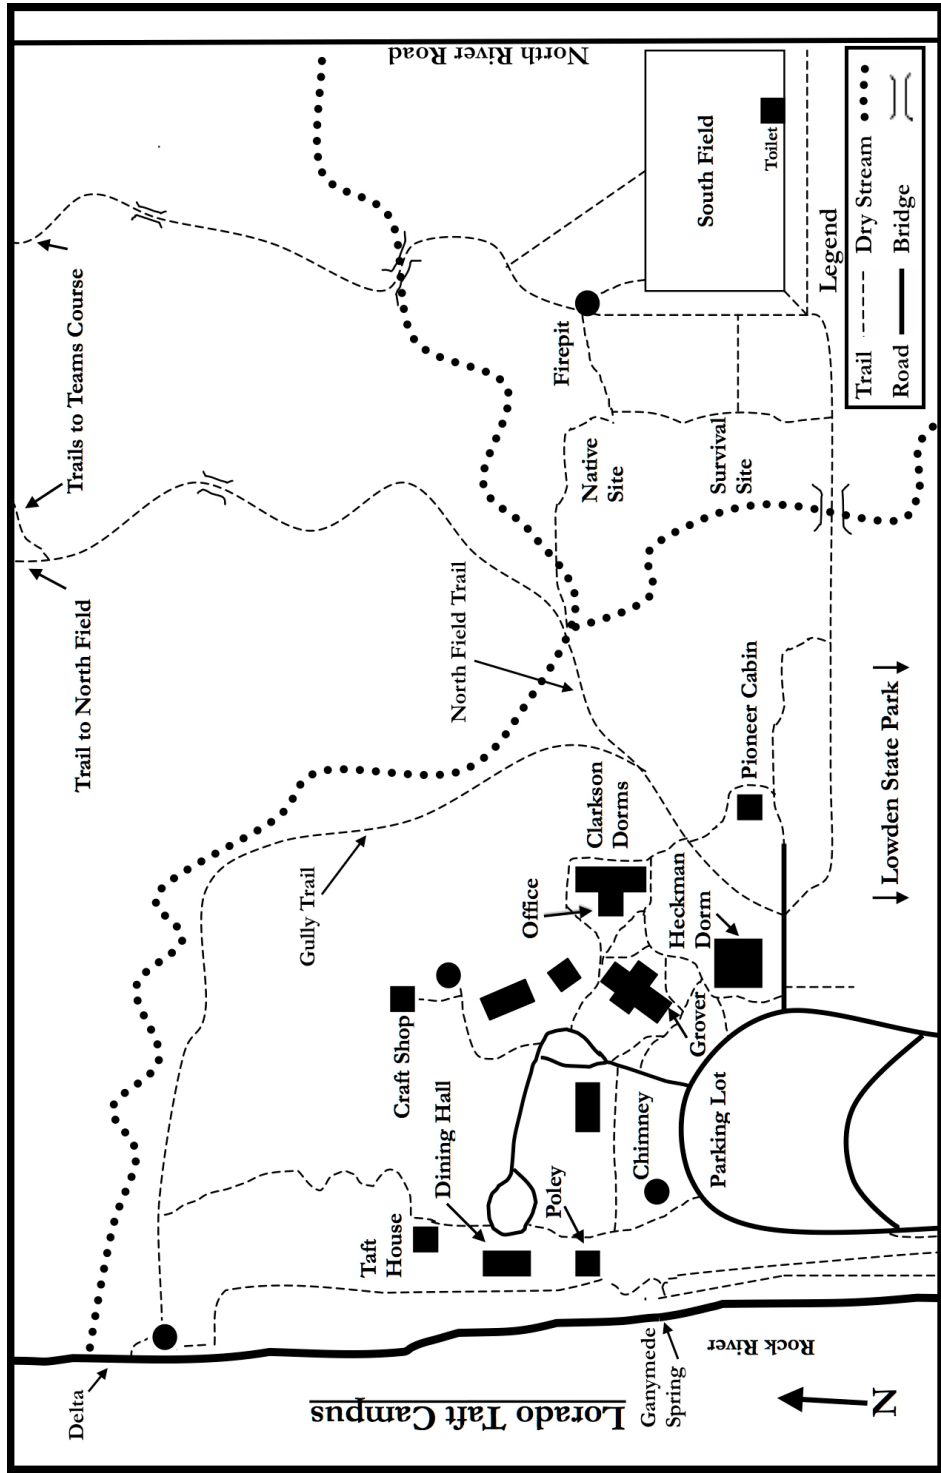 North River Road
South Field
Toilet
Legend
Trail
Dry Stream
Road
Bridge
Trails to Teams Course
Firepit
Native
Site
Survival
Site
Trail to North Field
North Field Trail
Pioneer Cabin
Lowden State Park
Clarkson
Dorms
Gully Trail
Office
Heckman
Dorm
Craft Shop
Grover
Dining Hall
Chimney
Parking Lot
Poley
Taft
House
Rock River
Ganymede
Spring
Delta
Lorado Taft Campus
N